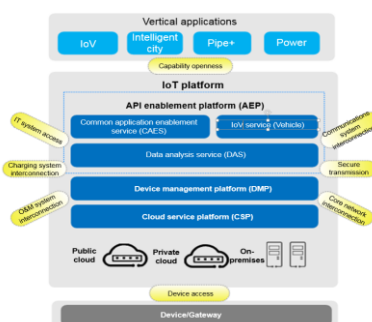 Vertical applications
IoV
Intelligent
city
Pipe+
Power
Capability openness
IoT platform
API enablement platform (AEP)
IT system access
Common application enablement
service (CAES)
IoV service (Vehicle)
Communications
system
interconnection
Data analysis service (DAS)
Charging system
interconnection
Secure
transmission
Device management platform (DMP)
O&M system
interconnection
Cloud service platform (CSP)
Core network
interconnection
Public
cloud
Private
cloud
On-
premises
Device access
Device/Gateway